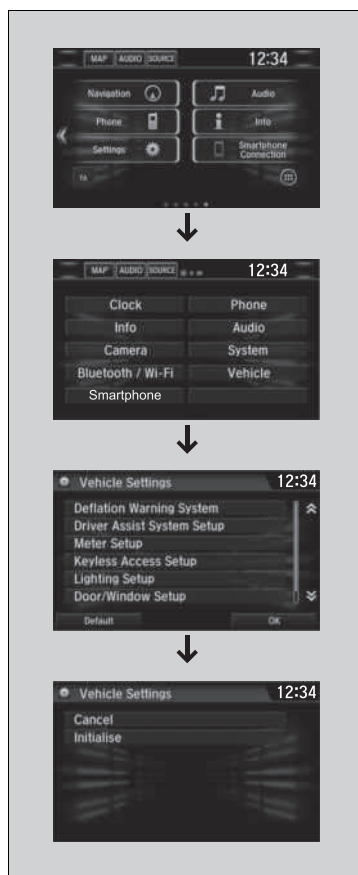 MAP AUDIO SOURCE 12:34
Navigation Audio
Phone Info
Settings Smartphone
Connection
MAP AUDIO SOURCE 12:34
Clock Phone
Info Audio
Camera System
Bluetooth / Wi-Fi Vehicle
Smartphone
Vehicle Settings 12:34
Deflation Warning System
Driver Assist System Setup
Meter Setup
Keyless Access Setup
Lighting Setup
Door/Window Setup
Default OK
Vehicle Settings 12:34
Cancel
Initialise